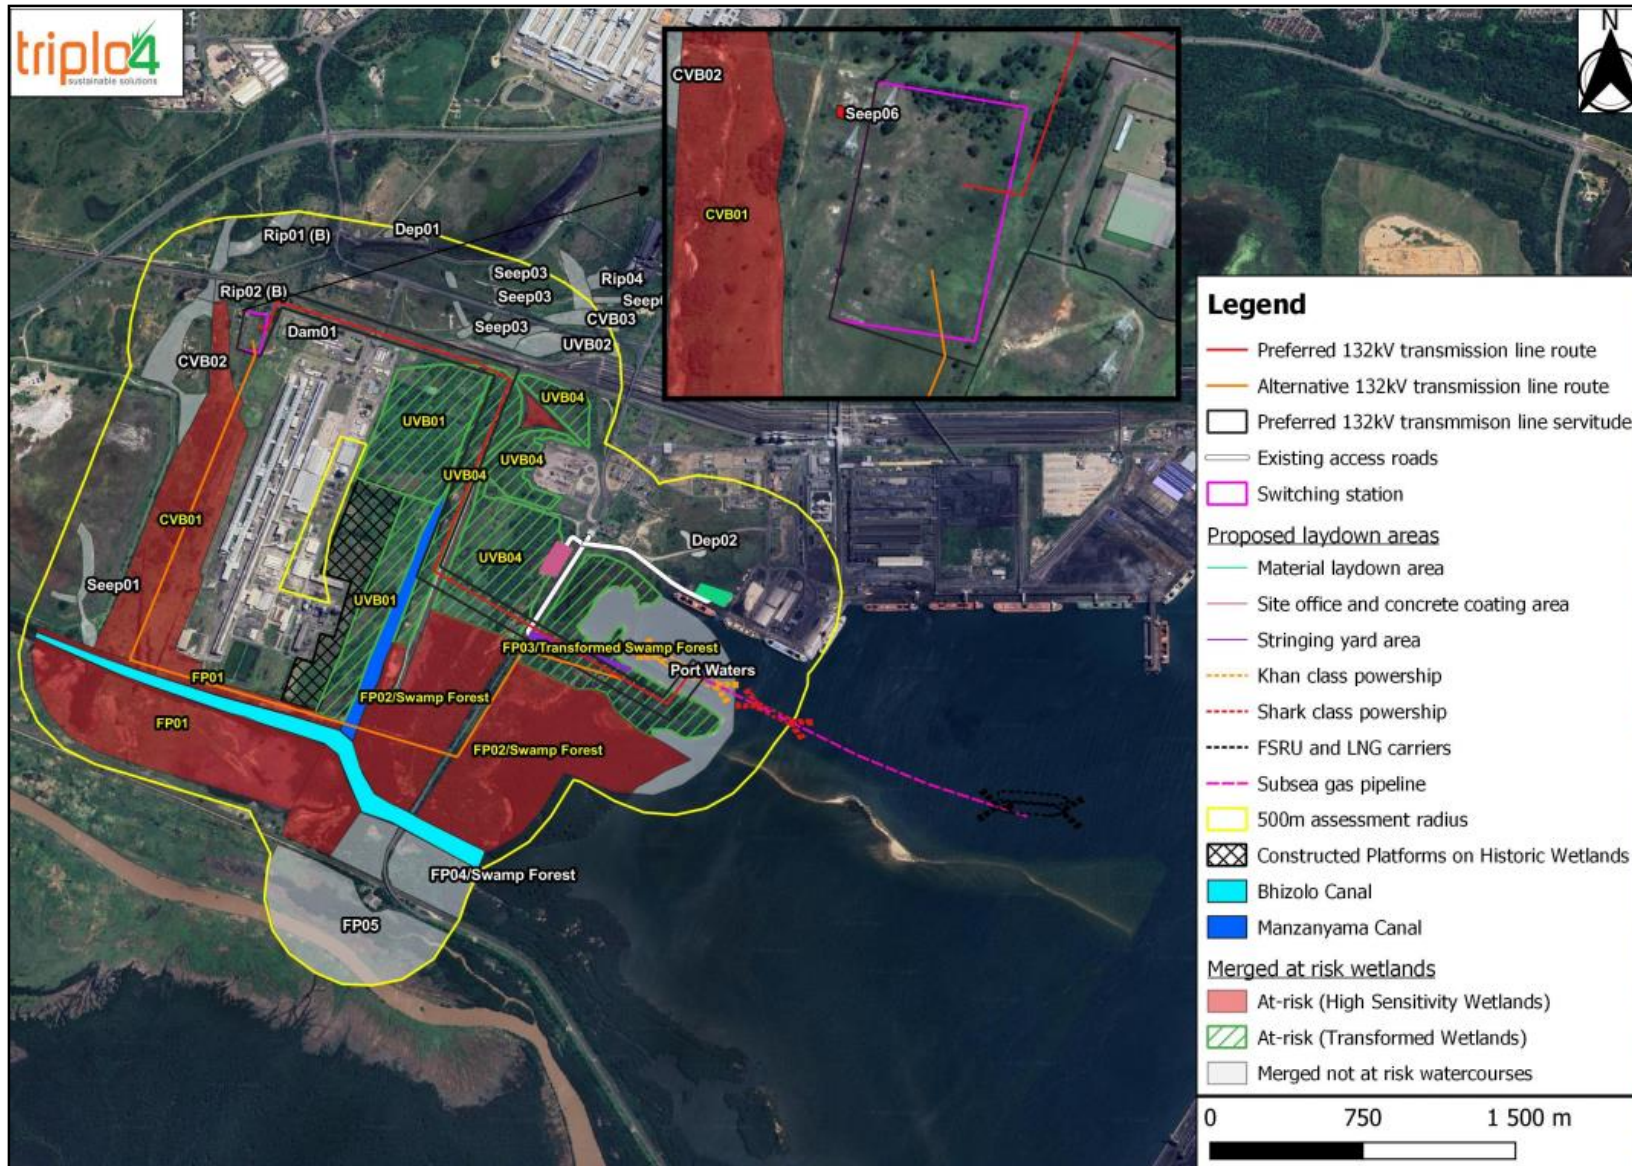 triplo4
sustainable solutions
N
CVB02
Seep06
CVB01
Rip01 (B)
Dep01
Seep03
Rip04
Rip02 (B)
Seep03
CVB03
Dam01
Seep03
UVB02
CVB02
UVB01
UVB04
UVB04
UVB04
CVB01
UVB04
Dep02
Seep01
UVB01
FP03/Transformed Swamp Forest
Port Waters
FP01
FP02/Swamp Forest
FP01
FP02/Swamp Forest
FP04/Swamp Forest
FP05
Legend
Preferred 132kV transmission line route
Alternative 132kV transmission line route
Preferred 132kV transmmison line servitude
Existing access roads
Switching station
Proposed laydown areas
Material laydown area
Site office and concrete coating area
Stringing yard area
Khan class powership
Shark class powership
FSRU and LNG carriers
Subsea gas pipeline
500m assessment radius
Constructed Platforms on Historic Wetlands
Bhizolo Canal
Manzanyama Canal
Merged at risk wetlands
At-risk (High Sensitivity Wetlands)
At-risk (Transformed Wetlands)
Merged not at risk watercourses
0 750 1 500 m